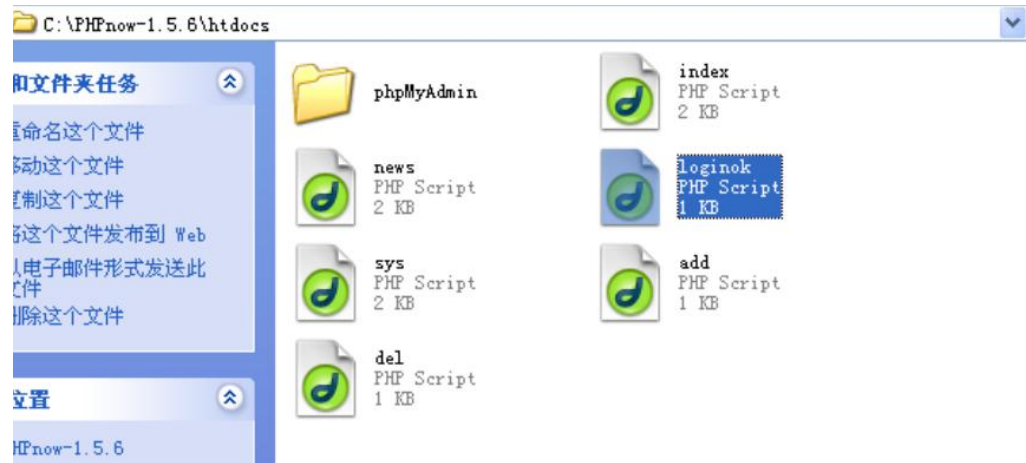 C:\PHPnow-1.5.6\htdocs
和文件夹任务
重命名这个文件
移动这个文件
复制这个文件
将这个文件发布到 Web
以电子邮件形式发送此
文件
删除这个文件
位置
HPnow-1.5.6
phpMyAdmin
index
PHP Script
2 KB
news
PHP Script
2 KB
loginok
PHP Script
1 KB
sys
PHP Script
2 KB
add
PHP Script
1 KB
del
PHP Script
1 KB